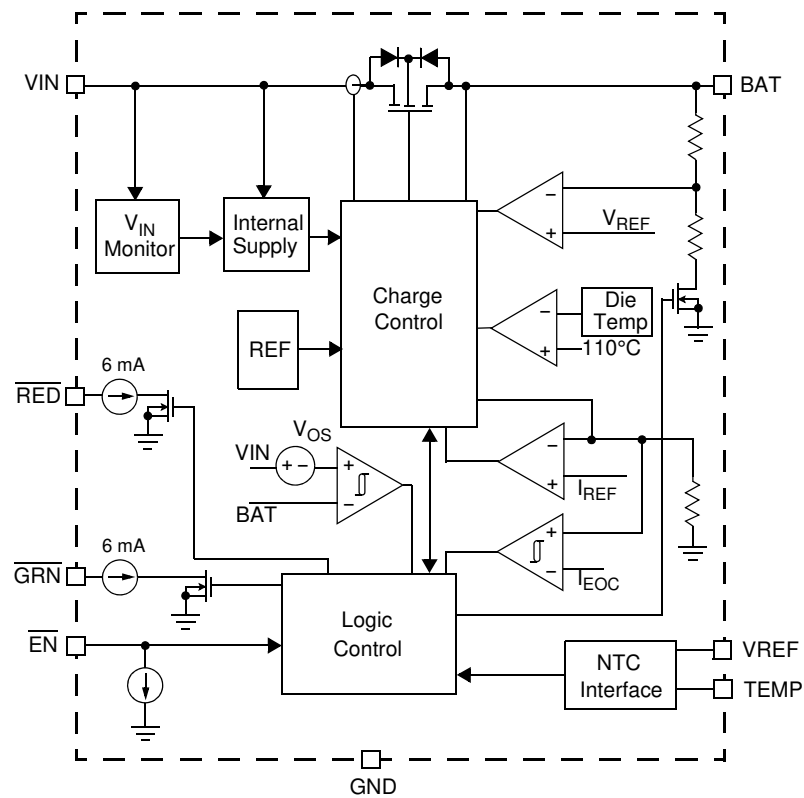 VIN
BAT
V_IN
Monitor
Internal
Supply
V_REF
−
+
Charge
Control
Die
Temp
−
+
110°C
REF
6 mA
RED
V_OS
VIN
+ −
+
−
BAT
−
+
I_REF
6 mA
GRN
+
−
I_EOC
Logic
Control
EN
NTC
Interface
VREF
TEMP
GND